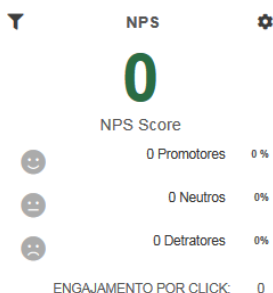 NPS
0
NPS Score
0 Promotores 0 %
0 Neutros 0%
0 Detratores 0%
ENGAJAMENTO POR CLICK: 0